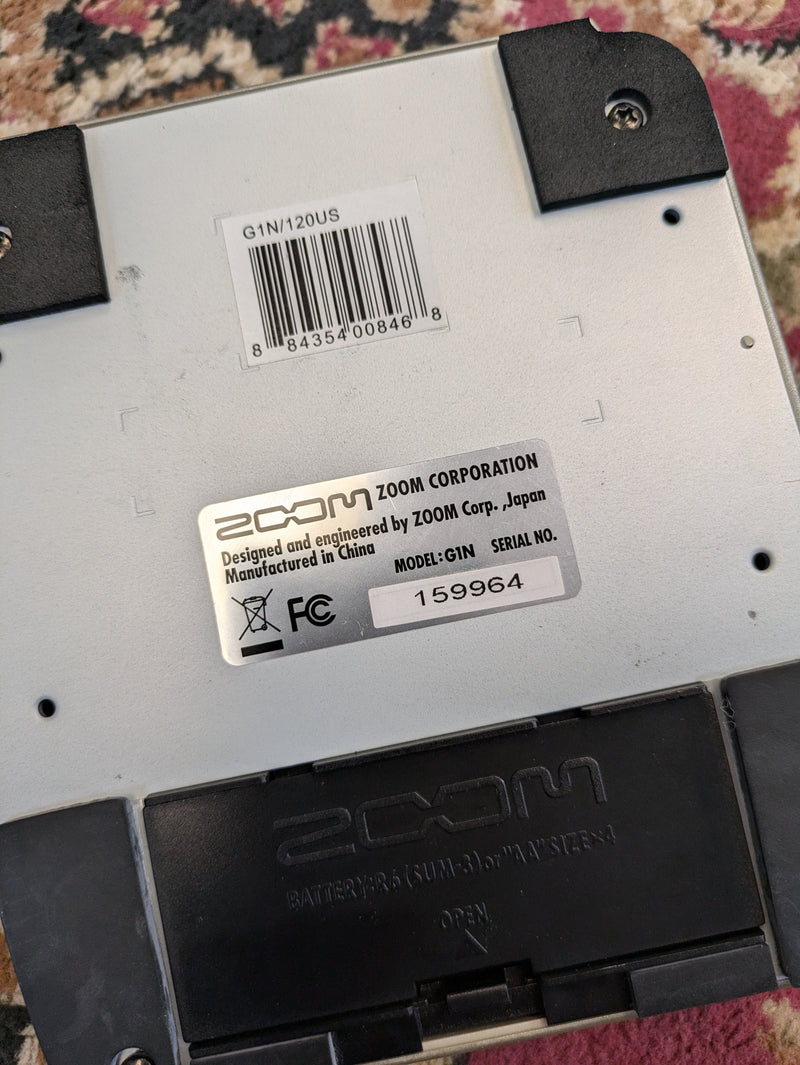 G1N/120US
8 84354 00846 8
ZOOM ZOOM CORPORATION
Designed and engineered by ZOOM Corp. ,Japan
Manufactured in China
MODEL:G1N SERIAL NO.
FC
159964
ZOOM
BATTERY:R6 (SUM-3) or "AA" SIZE×4
OPEN